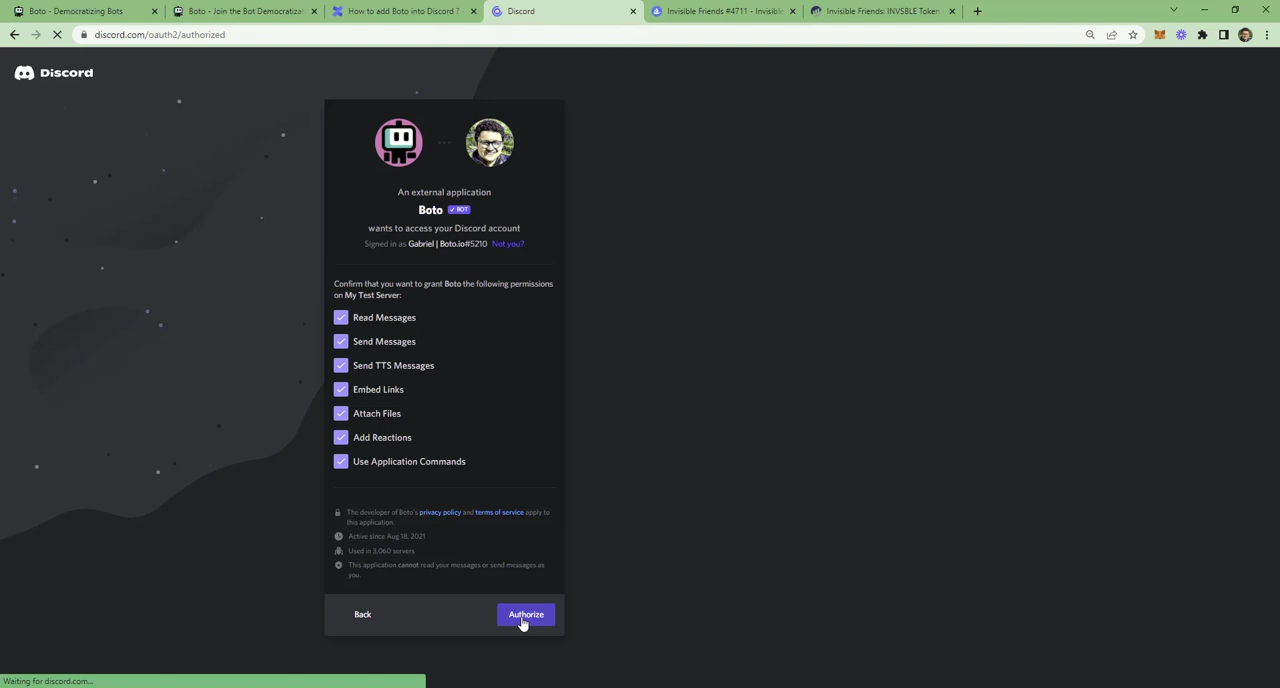 Boto - Democratizing Bots
Boto - Join the Bot Democratiza
How to add Boto into Discord ?
Discord
Invisible Friends #4711 - Invisible
Invisible Friends: INVSBLE Token
discord.com/oauth2/authorized
Discord
An external application
Boto BOT
wants to access your Discord account
Signed in as Gabriel | Boto.io#5210 Not you?
Confirm that you want to grant Boto the following permissions
on My Test Server:
Read Messages
Send Messages
Send TTS Messages
Embed Links
Attach Files
Add Reactions
Use Application Commands
The developer of Boto's privacy policy and terms of service apply to
this application.
Active since Aug 18, 2021
Used in 3,060 servers
This application cannot read your messages or send messages as
you.
Back
Authorize
Waiting for discord.com...